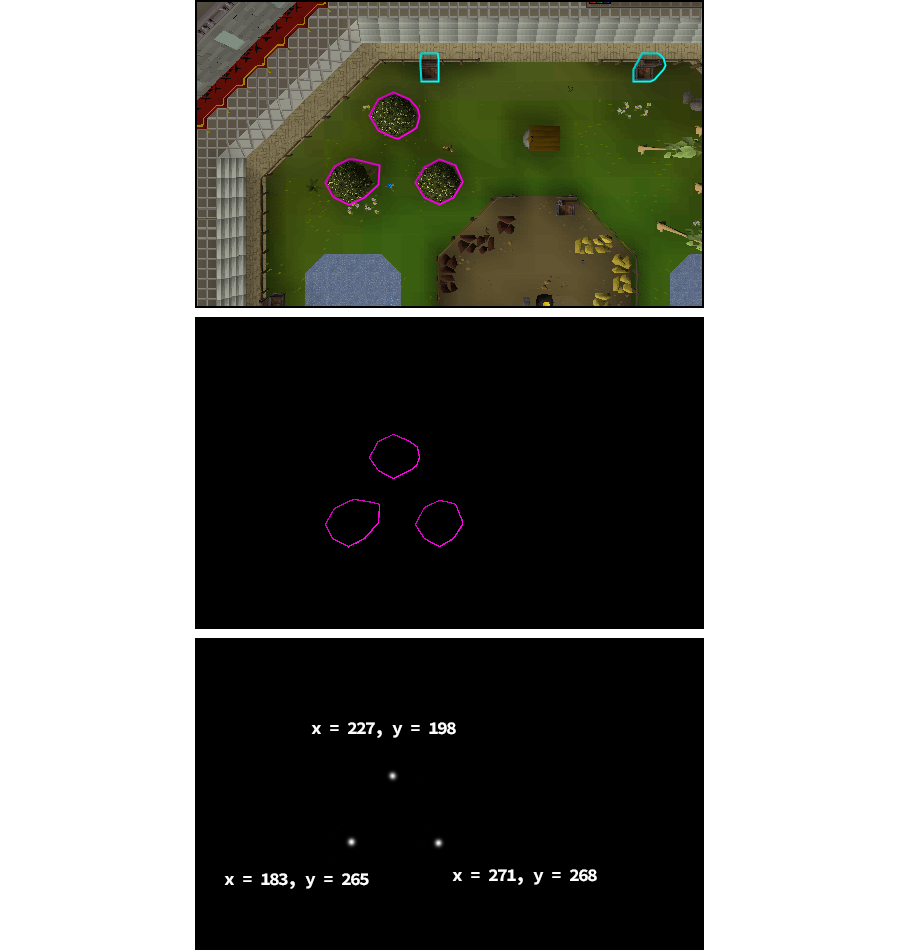 x = 227, y = 198
x = 271, y = 268
x = 183, y = 265